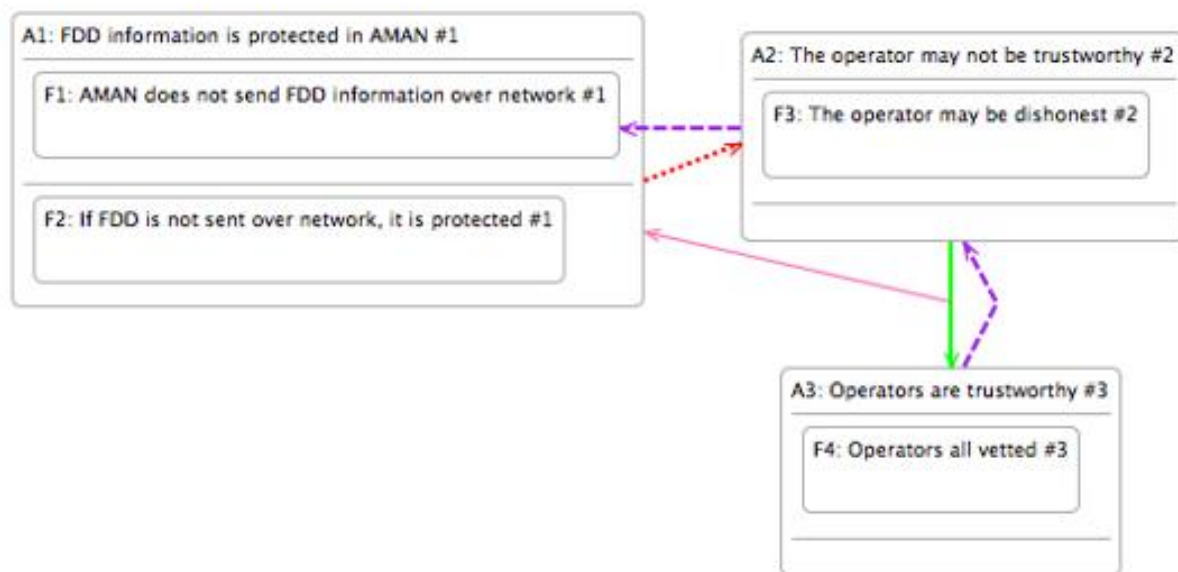 A1: FDD information is protected in AMAN #1
F1: AMAN does not send FDD information over network #1
F2: If FDD is not sent over network, it is protected #1
A2: The operator may not be trustworthy #2
F3: The operator may be dishonest #2
A3: Operators are trustworthy #3
F4: Operators all vetted #3